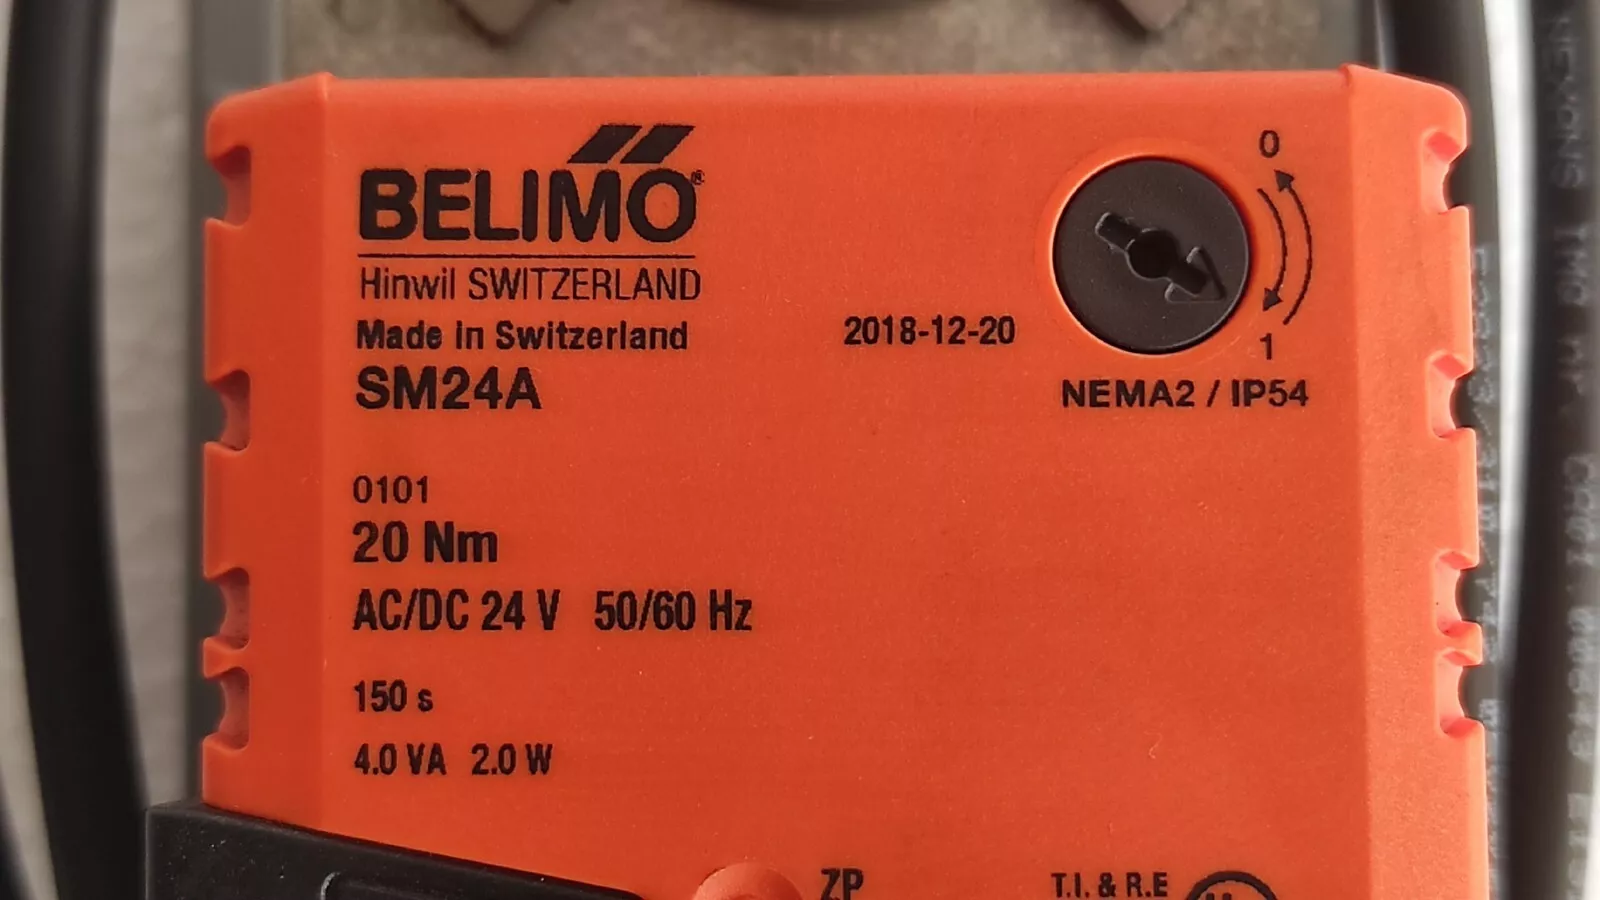 BELIMO®
Hinwil SWITZERLAND
Made in Switzerland
SM24A
2018-12-20
0
1
NEMA2 / IP54
0101
20 Nm
AC/DC 24 V 50/60 Hz
150 s
4.0 VA 2.0 W
ZP
T.I. & R.E